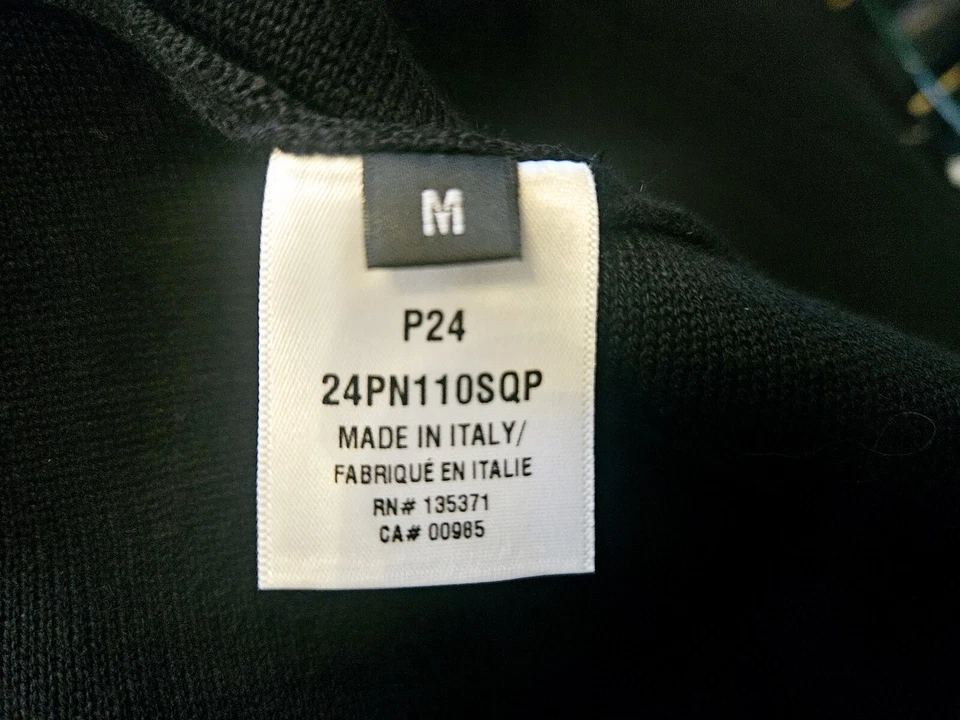 M
P24
24PN110SQP
MADE IN ITALY/
FABRIQUÉ EN ITALIE
RN# 135371
CA# 00985